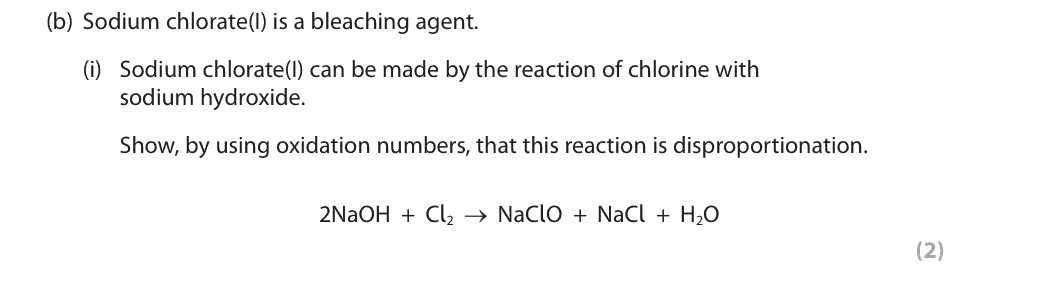 (b) Sodium chlorate(I) is a bleaching agent.
(i) Sodium chlorate(I) can be made by the reaction of chlorine with
sodium hydroxide.
Show, by using oxidation numbers, that this reaction is disproportionation.
2NaOH + Cl₂ → NaClO + NaCl + H₂O
(2)